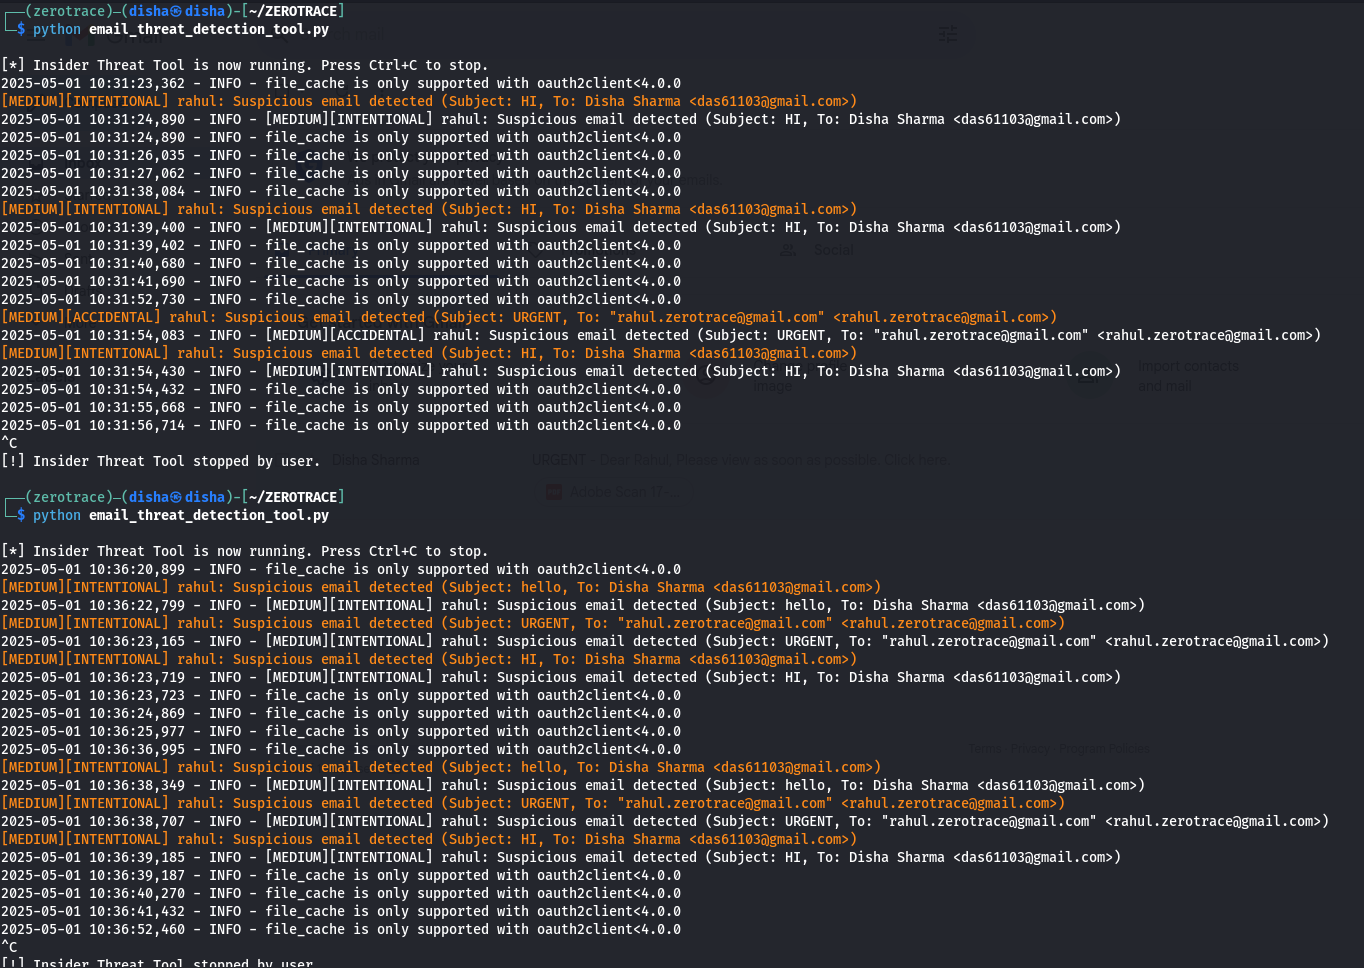 ┌──(zerotrace)─(disha㉿disha)-[~/ZEROTRACE]
└─$ python email_threat_detection_tool.py
[*] Insider Threat Tool is now running. Press Ctrl+C to stop.
2025-05-01 10:31:23,362 - INFO - file_cache is only supported with oauth2client<4.0.0
[MEDIUM][INTENTIONAL] rahul: Suspicious email detected (Subject: HI, To: Disha Sharma <das61103@gmail.com>)
2025-05-01 10:31:24,890 - INFO - [MEDIUM][INTENTIONAL] rahul: Suspicious email detected (Subject: HI, To: Disha Sharma <das61103@gmail.com>)
2025-05-01 10:31:24,890 - INFO - file_cache is only supported with oauth2client<4.0.0
2025-05-01 10:31:26,035 - INFO - file_cache is only supported with oauth2client<4.0.0
2025-05-01 10:31:27,062 - INFO - file_cache is only supported with oauth2client<4.0.0
2025-05-01 10:31:38,084 - INFO - file_cache is only supported with oauth2client<4.0.0
[MEDIUM][INTENTIONAL] rahul: Suspicious email detected (Subject: HI, To: Disha Sharma <das61103@gmail.com>)
2025-05-01 10:31:39,400 - INFO - [MEDIUM][INTENTIONAL] rahul: Suspicious email detected (Subject: HI, To: Disha Sharma <das61103@gmail.com>)
2025-05-01 10:31:39,402 - INFO - file_cache is only supported with oauth2client<4.0.0
Social
2025-05-01 10:31:40,680 - INFO - file_cache is only supported with oauth2client<4.0.0
2025-05-01 10:31:41,690 - INFO - file_cache is only supported with oauth2client<4.0.0
2025-05-01 10:31:52,730 - INFO - file_cache is only supported with oauth2client<4.0.0
[MEDIUM][ACCIDENTAL] rahul: Suspicious email detected (Subject: URGENT, To: "rahul.zerotrace@gmail.com" <rahul.zerotrace@gmail.com>)
2025-05-01 10:31:54,083 - INFO - [MEDIUM][ACCIDENTAL] rahul: Suspicious email detected (Subject: URGENT, To: "rahul.zerotrace@gmail.com" <rahul.zerotrace@gmail.com>)
[MEDIUM][INTENTIONAL] rahul: Suspicious email detected (Subject: HI, To: Disha Sharma <das61103@gmail.com>)
2025-05-01 10:31:54,430 - INFO - [MEDIUM][INTENTIONAL] rahul: Suspicious email detected (Subject: HI, To: Disha Sharma <das61103@gmail.com>)
Import contacts
and mail
image
2025-05-01 10:31:54,432 - INFO - file_cache is only supported with oauth2client<4.0.0
2025-05-01 10:31:55,668 - INFO - file_cache is only supported with oauth2client<4.0.0
2025-05-01 10:31:56,714 - INFO - file_cache is only supported with oauth2client<4.0.0
^C
[!] Insider Threat Tool stopped by user.
Disha Sharma
URGENT - Dear Rahul, Please view as soon as possible. Click here
Adobe Scan 17-...
┌──(zerotrace)─(disha㉿disha)-[~/ZEROTRACE]
└─$ python email_threat_detection_tool.py
[*] Insider Threat Tool is now running. Press Ctrl+C to stop.
2025-05-01 10:36:20,899 - INFO - file_cache is only supported with oauth2client<4.0.0
[MEDIUM][INTENTIONAL] rahul: Suspicious email detected (Subject: hello, To: Disha Sharma <das61103@gmail.com>)
2025-05-01 10:36:22,799 - INFO - [MEDIUM][INTENTIONAL] rahul: Suspicious email detected (Subject: hello, To: Disha Sharma <das61103@gmail.com>)
[MEDIUM][INTENTIONAL] rahul: Suspicious email detected (Subject: URGENT, To: "rahul.zerotrace@gmail.com" <rahul.zerotrace@gmail.com>)
2025-05-01 10:36:23,165 - INFO - [MEDIUM][INTENTIONAL] rahul: Suspicious email detected (Subject: URGENT, To: "rahul.zerotrace@gmail.com" <rahul.zerotrace@gmail.com>)
[MEDIUM][INTENTIONAL] rahul: Suspicious email detected (Subject: HI, To: Disha Sharma <das61103@gmail.com>)
2025-05-01 10:36:23,719 - INFO - [MEDIUM][INTENTIONAL] rahul: Suspicious email detected (Subject: HI, To: Disha Sharma <das61103@gmail.com>)
2025-05-01 10:36:23,723 - INFO - file_cache is only supported with oauth2client<4.0.0
2025-05-01 10:36:24,869 - INFO - file_cache is only supported with oauth2client<4.0.0
2025-05-01 10:36:25,977 - INFO - file_cache is only supported with oauth2client<4.0.0
2025-05-01 10:36:36,995 - INFO - file_cache is only supported with oauth2client<4.0.0
Terms · Privacy · Program Policies
[MEDIUM][INTENTIONAL] rahul: Suspicious email detected (Subject: hello, To: Disha Sharma <das61103@gmail.com>)
2025-05-01 10:36:38,349 - INFO - [MEDIUM][INTENTIONAL] rahul: Suspicious email detected (Subject: hello, To: Disha Sharma <das61103@gmail.com>)
[MEDIUM][INTENTIONAL] rahul: Suspicious email detected (Subject: URGENT, To: "rahul.zerotrace@gmail.com" <rahul.zerotrace@gmail.com>)
2025-05-01 10:36:38,707 - INFO - [MEDIUM][INTENTIONAL] rahul: Suspicious email detected (Subject: URGENT, To: "rahul.zerotrace@gmail.com" <rahul.zerotrace@gmail.com>)
[MEDIUM][INTENTIONAL] rahul: Suspicious email detected (Subject: HI, To: Disha Sharma <das61103@gmail.com>)
2025-05-01 10:36:39,185 - INFO - [MEDIUM][INTENTIONAL] rahul: Suspicious email detected (Subject: HI, To: Disha Sharma <das61103@gmail.com>)
2025-05-01 10:36:39,187 - INFO - file_cache is only supported with oauth2client<4.0.0
2025-05-01 10:36:40,270 - INFO - file_cache is only supported with oauth2client<4.0.0
2025-05-01 10:36:41,432 - INFO - file_cache is only supported with oauth2client<4.0.0
2025-05-01 10:36:52,460 - INFO - file_cache is only supported with oauth2client<4.0.0
^C
[!] Insider Threat Tool stopped by user